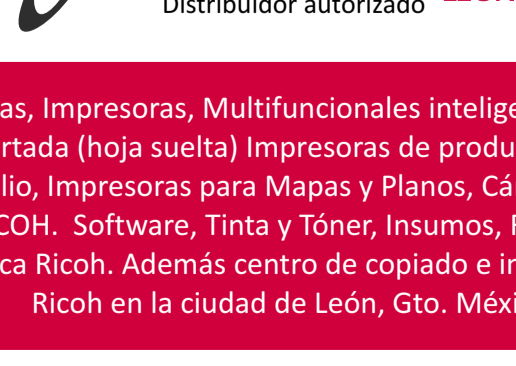 Distribuidor autorizado
as, Impresoras, Multifuncionales intelige
rtada (hoja suelta) Impresoras de produ
lio, Impresoras para Mapas y Planos, Cá
COH. Software, Tinta y Tóner, Insumos,
ca Ricoh. Además centro de copiado e i
Ricoh en la ciudad de León, Gto. Méxi